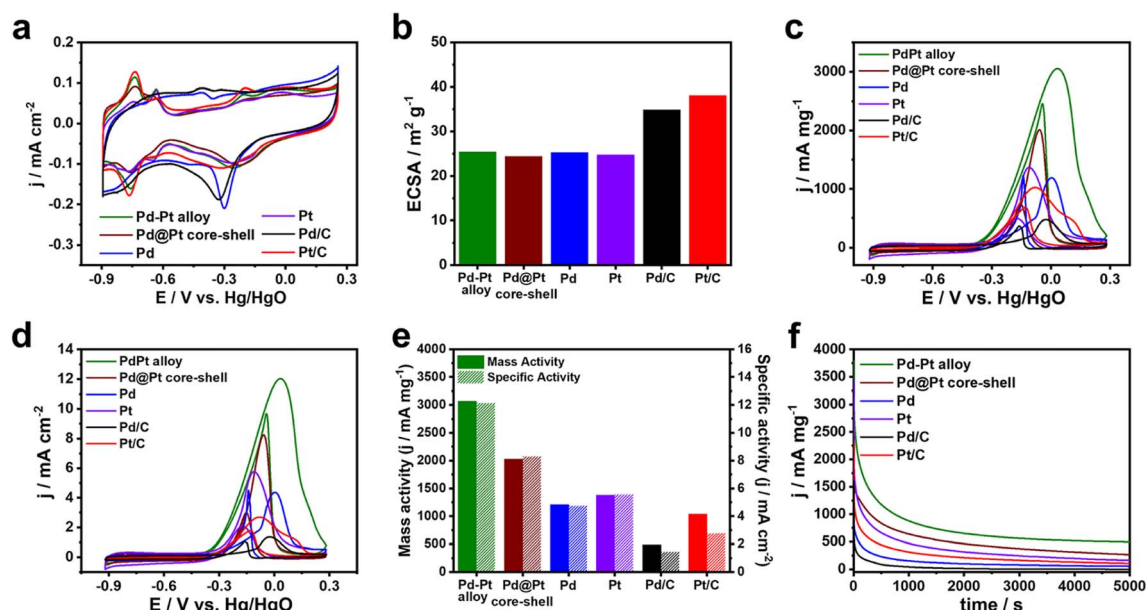 a
j / mA cm-2
0.2
0.1
0.0
-0.1
-0.2
-0.3
Pd-Pt alloy
Pd@Pt core-shell
Pd
Pt
Pd/C
Pt/C
-0.9 -0.6 -0.3 0.0 0.3
E / V vs. Hg/HgO
b
ECSA / m2 g-1
50
40
30
20
10
0
Pd-Pt alloy
Pd@Pt core-shell
Pd
Pt
Pd/C
Pt/C
c
PdPt alloy
Pd@Pt core-shell
Pd
Pt
Pd/C
Pt/C
j / mA mg-1
3000
2000
1000
0
-0.9 -0.6 -0.3 0.0 0.3
E / V vs. Hg/HgO
d
PdPt alloy
Pd@Pt core-shell
Pd
Pt
Pd/C
Pt/C
j / mA cm-2
14
12
10
8
6
4
2
0
-0.9 -0.6 -0.3 0.0 0.3
E / V vs. Hg/HgO
e
Mass Activity
Specific Activity
Mass activity (j / mA mg-1)
4000
3500
3000
2500
2000
1500
1000
500
0
Specific activity (j / mA cm-2)
16
14
12
10
8
6
4
2
0
Pd-Pt alloy
Pd@Pt core-shell
Pd
Pt
Pd/C
Pt/C
f
Pd-Pt alloy
Pd@Pt core-shell
Pd
Pt
Pd/C
Pt/C
j / mA mg-1
4000
3500
3000
2500
2000
1500
1000
500
0
0 1000 2000 3000 4000 5000
time / s